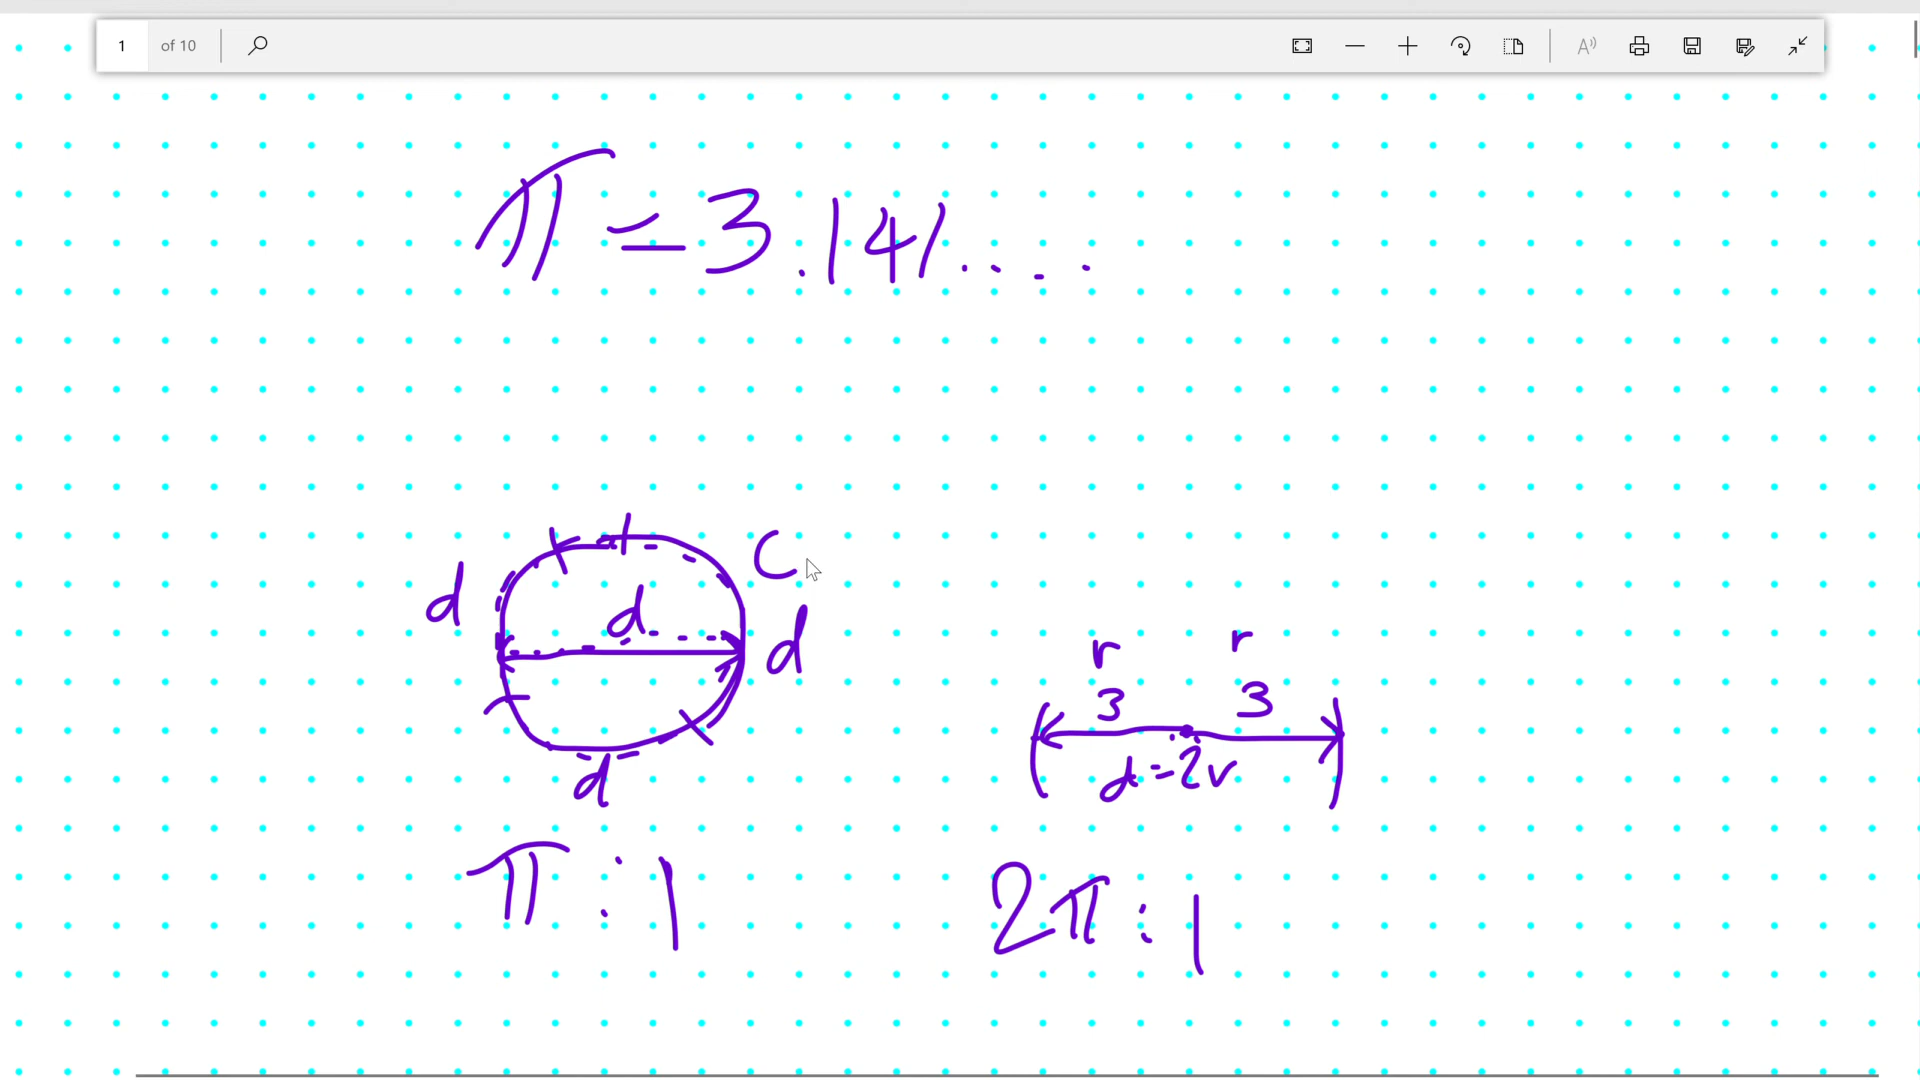 1 of 10
π = 3.141.....
C
d d
d
d
r r
3 3
d = 2r
π : 1
2π : 1